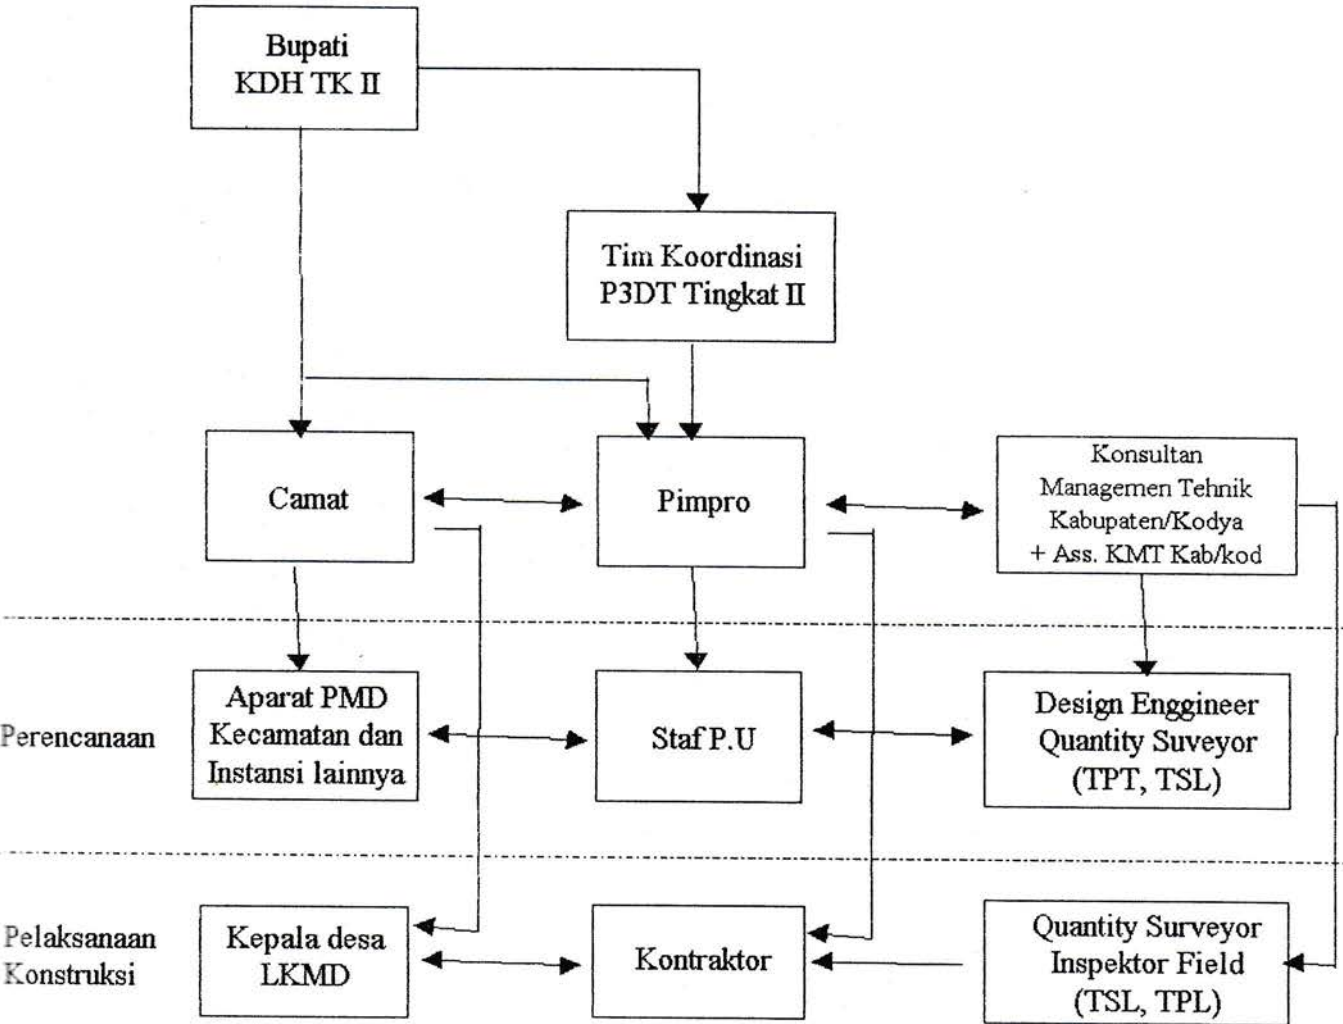 Bupati
KDH TK II
Tim Koordinasi
P3DT Tingkat II
Camat
Pimpro
Konsultan
Managemen Tehnik
Kabupaten/Kodya
+ Ass. KMT Kab/kod
Perencanaan
Aparat PMD
Kecamatan dan
Instansi lainnya
Staf P.U
Design Enggineer
Quantity Suveyor
(TPT, TSL)
Pelaksanaan
Konstruksi
Kepala desa
LKMD
Kontraktor
Quantity Surveyor
Inspektor Field
(TSL, TPL)